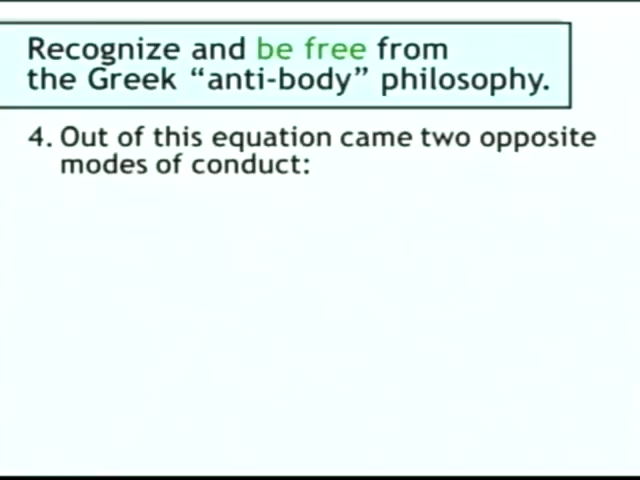 Recognize and be free from
the Greek “anti-body” philosophy.
4. Out of this equation came two opposite
modes of conduct: